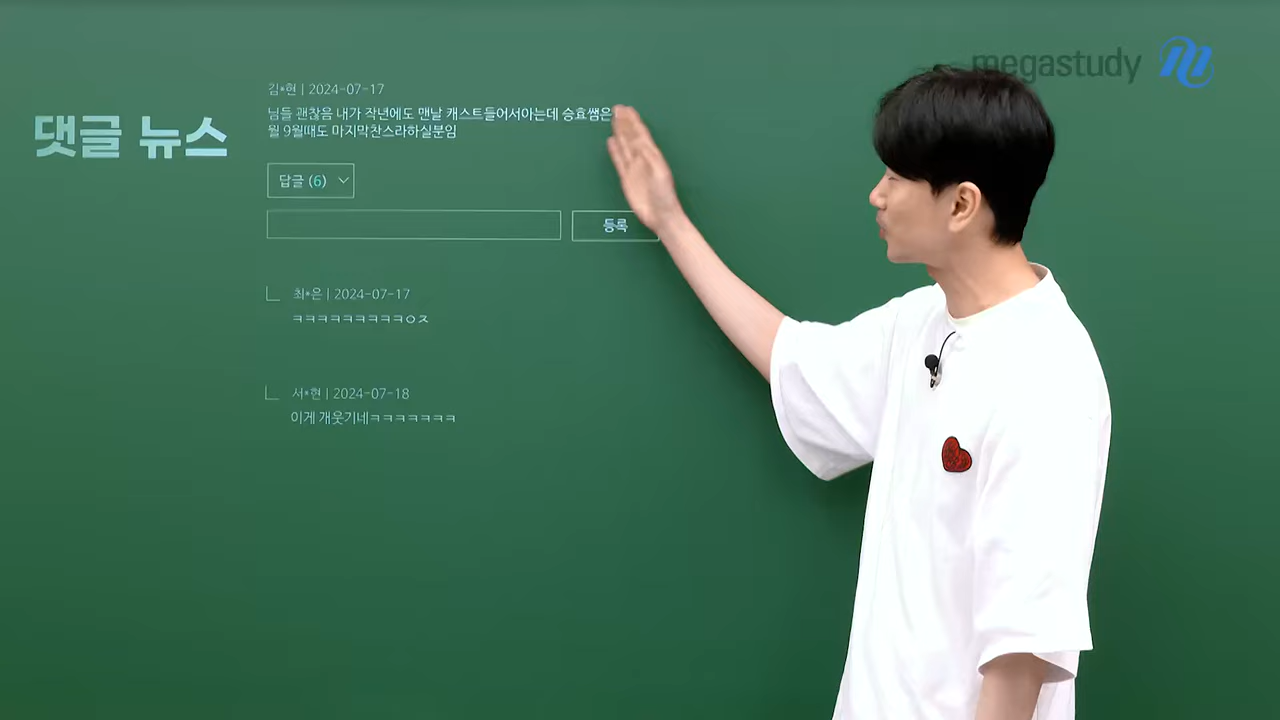 megastudy
댓글 뉴스
김*현 | 2024-07-17
님들 괜찮음 내가 작년에도 맨날 캐스트들어서아는데 승효쌤은
월 9월때도 마지막찬스라하실분임
답글 (6)
등록
최*은 | 2024-07-17
ㅋㅋㅋㅋㅋㅋㅋㅋㅋㅇㅈ
서*현 | 2024-07-18
이게 개웃기네ㅋㅋㅋㅋㅋㅋㅋ